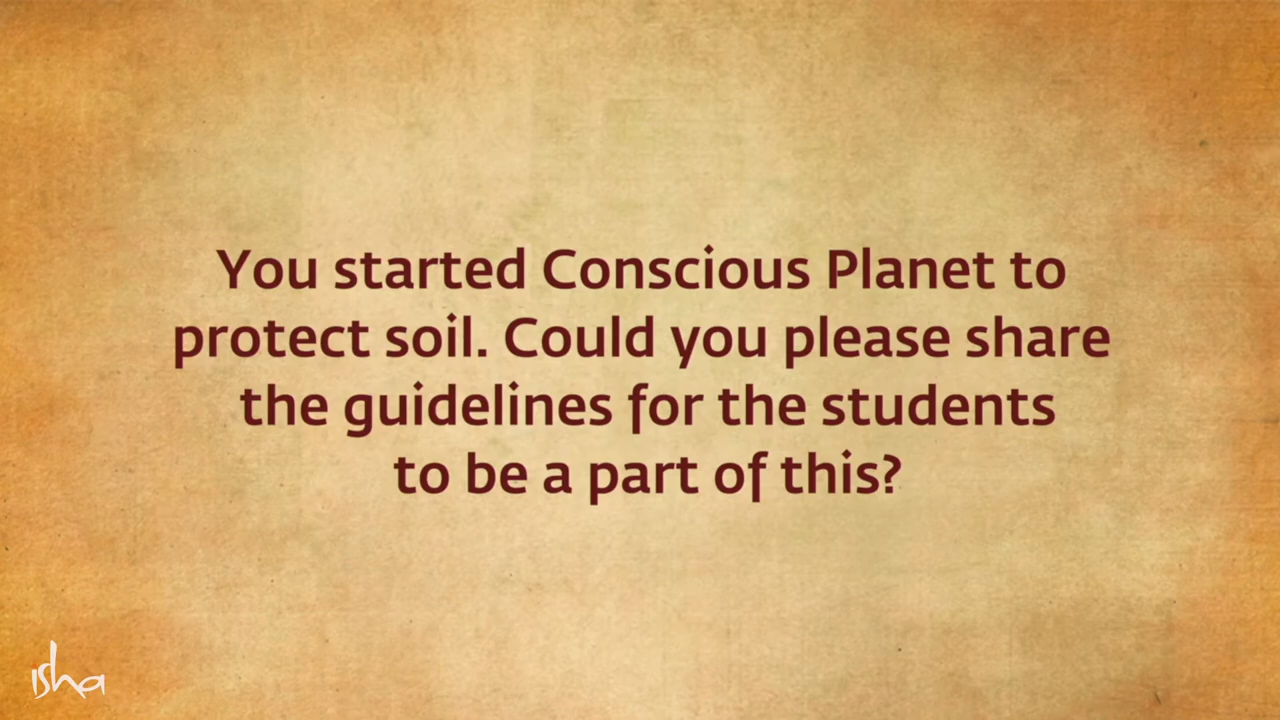 You started Conscious Planet to
protect soil. Could you please share
the guidelines for the students
to be a part of this?
isha